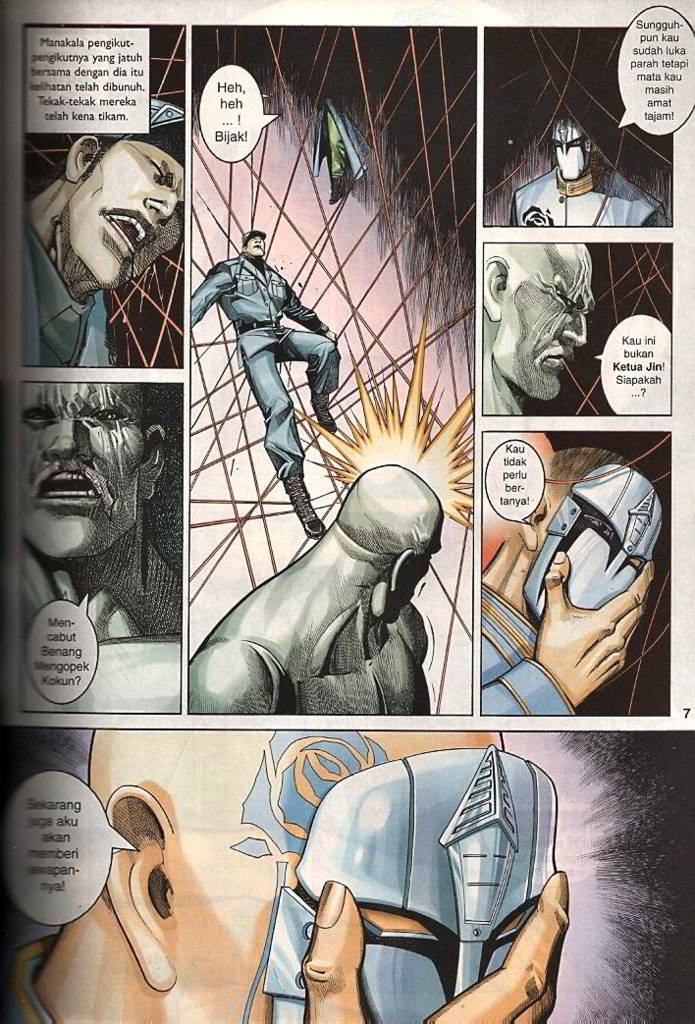 Manakala pengikut-
pengikutnya yang jatuh
bersama dengan dia itu
kelihatan telah dibunuh.
Tekak-tekak mereka
telah kena tikam.
Men-
cabut
Benang
Mengopek
Kokun?
Heh,
heh
... !
Bijak!
Sungguh-
pun kau
sudah luka
parah tetapi
mata kau
masih
amat
tajam!
Kau ini
bukan
Ketua Jin!
Siapakah
...?
Kau
tidak
perlu
ber-
tanya!
7
Sekarang
juga aku
akan
memberi
jawapan-
nya!